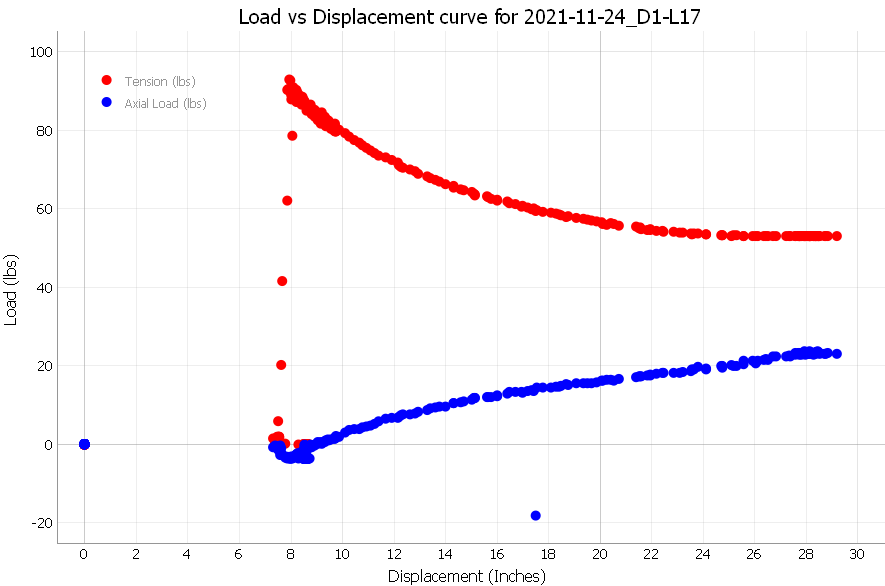 Load vs Displacement curve for 2021-11-24_D1-L17
100
Tension (lbs)
Axial Load (lbs)
80
60
Load (lbs)
40
20
0
-20
0 2 4 6 8 10 12 14 16 18 20 22 24 26 28 30
Displacement (Inches)